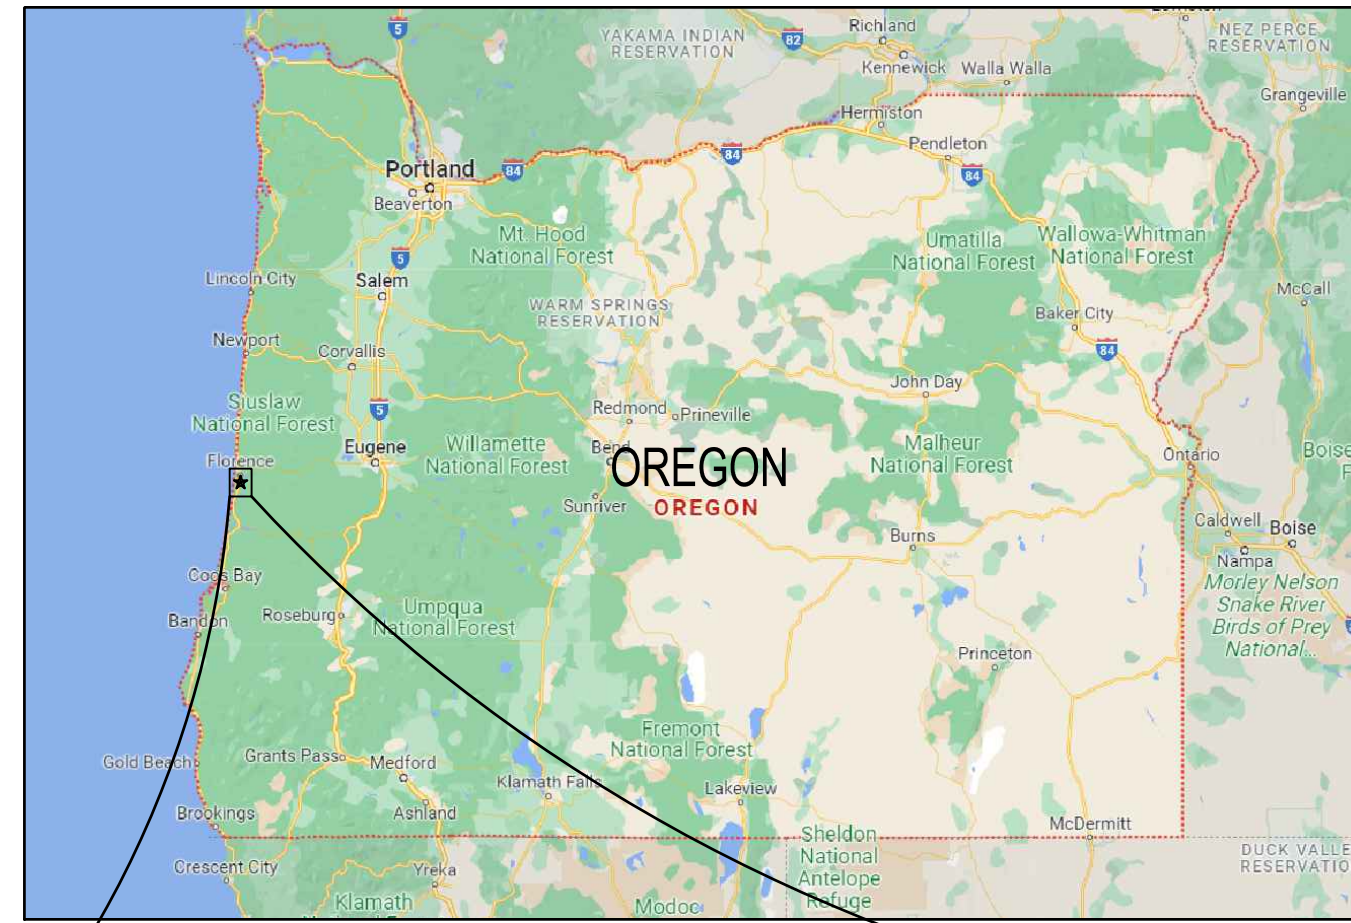 Richland
5
YAKAMA INDIAN
RESERVATION
82
NEZ PERCE
RESERVATION
Kennewick
Walla Walla
Grangeville
Hermiston
Pendleton
Portland
84
84
84
Beaverton
Mt. Hood
National Forest
Umatilla
National Forest
Wallowa-Whitman
National Forest
5
Lincoln City
Salem
McCall
WARM SPRINGS
RESERVATION
Baker City
Newport
Corvallis
84
John Day
Siuslaw
National Forest
5
Redmond
Prineville
Eugene
Willamette
National Forest
Bend
OREGON
Malheur
National Forest
Ontario
Boise
F
Florence
Sunriver
OREGON
Burns
Caldwell
Boise
Nampa
Coos Bay
Morley Nelson
Snake River
Birds of Prey
National...
Bandon
Roseburg
Umpqua
National Forest
Princeton
Fremont
National Forest
Gold Beach
Grants Pass
Medford
Klamath Falls
Lakeview
Brookings
Ashland
McDermitt
Sheldon
National
Antelope
Refuge
DUCK VALLE
RESERVATIO
Crescent City
Yreka
Klamath
Modoc